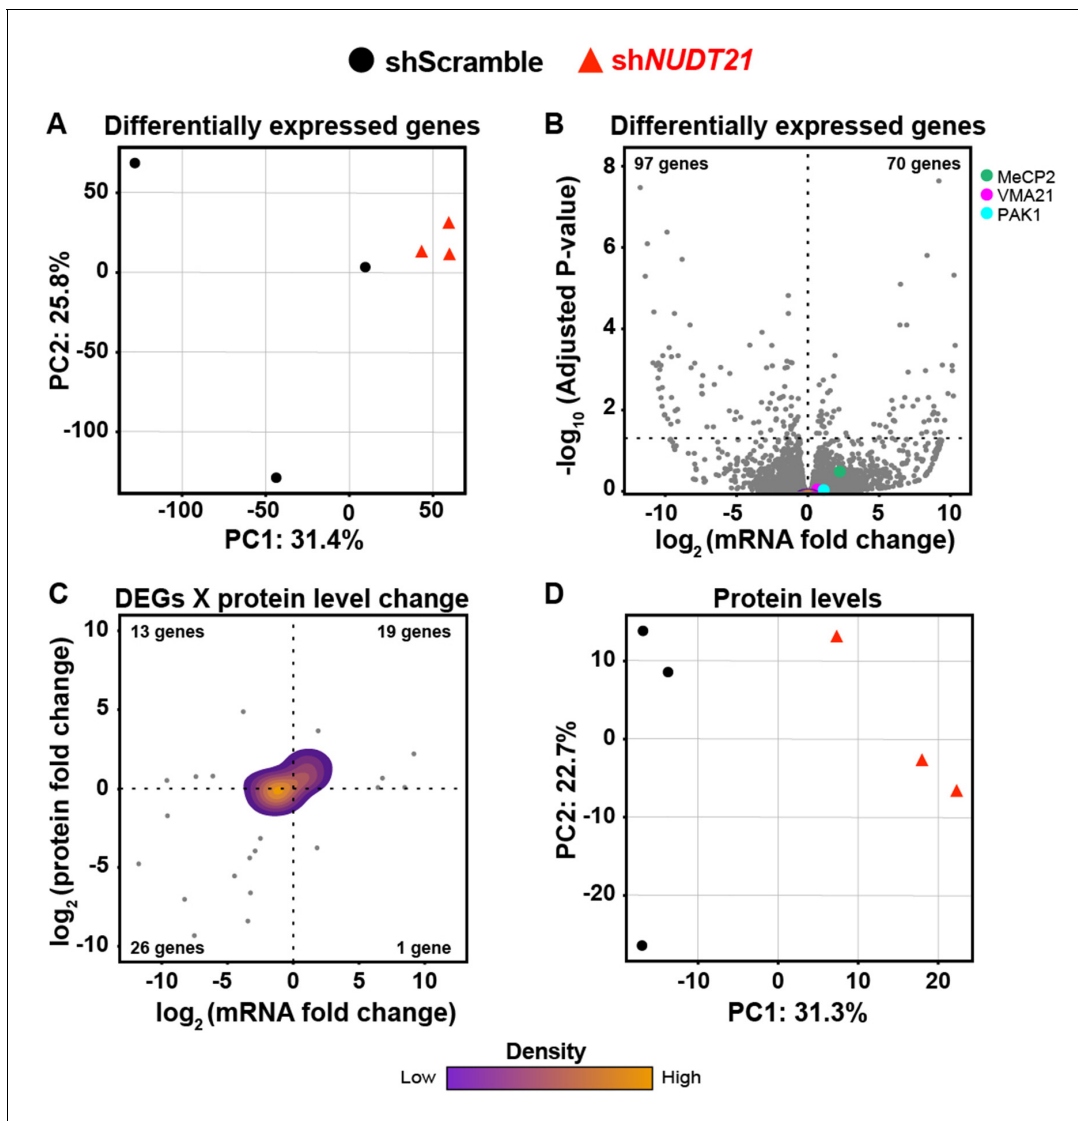 shScramble shNUDT21
A Differentially expressed genes
50
0
-50
-100
PC2: 25.8%
-100 -50 0 50
PC1: 31.4%
B Differentially expressed genes
97 genes 70 genes
MeCP2
VMA21
PAK1
8
6
4
2
0
-log10 (Adjusted P-value)
-10 -5 0 5 10
log2 (mRNA fold change)
C DEGs X protein level change
13 genes 19 genes
10
5
0
-5
-10
log2 (protein fold change)
26 genes 1 gene
-10 -5 0 5 10
log2 (mRNA fold change)
D Protein levels
10
0
-10
-20
PC2: 22.7%
-10 0 10 20
PC1: 31.3%
Density
Low High